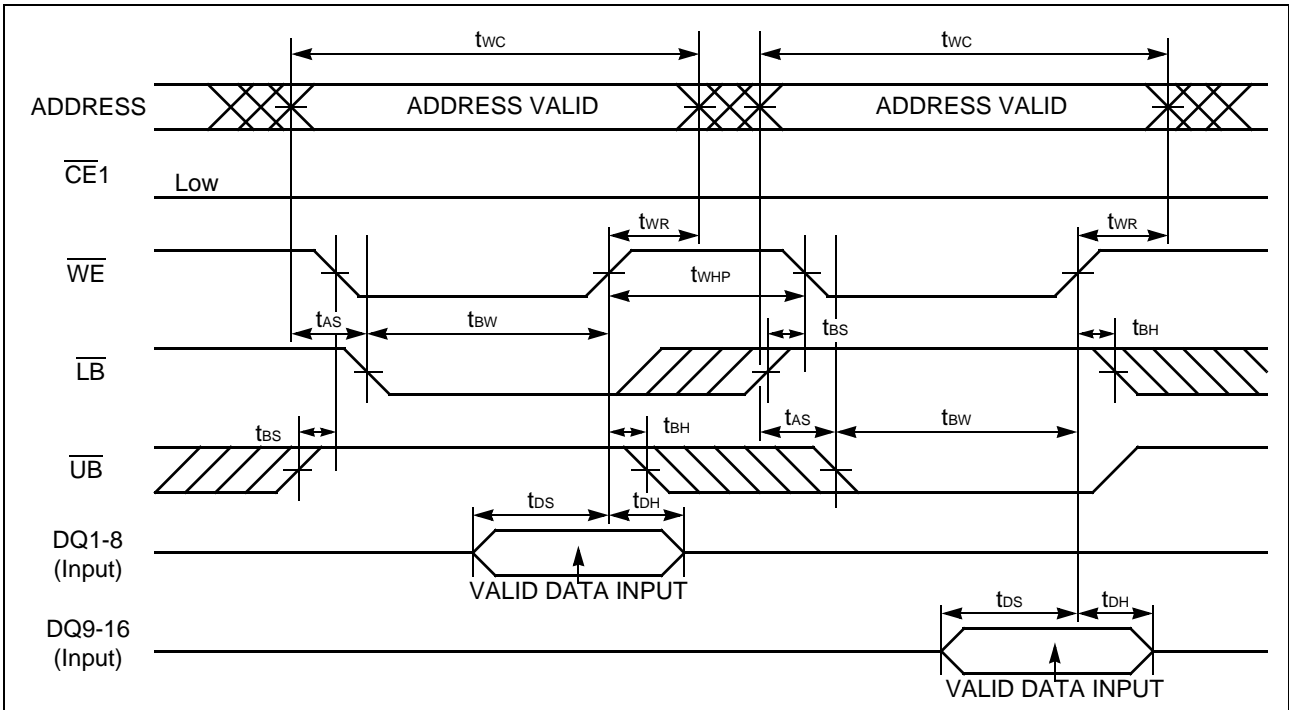 tWC tWC
ADDRESS ADDRESS VALID ADDRESS VALID
CE1 Low
tWR tWR
WE tWHP
tAS tBW tBS tBH
LB
tBS tBH tAS tBW
UB
tDS tDH
DQ1-8
(Input)
VALID DATA INPUT
tDS tDH
DQ9-16
(Input)
VALID DATA INPUT